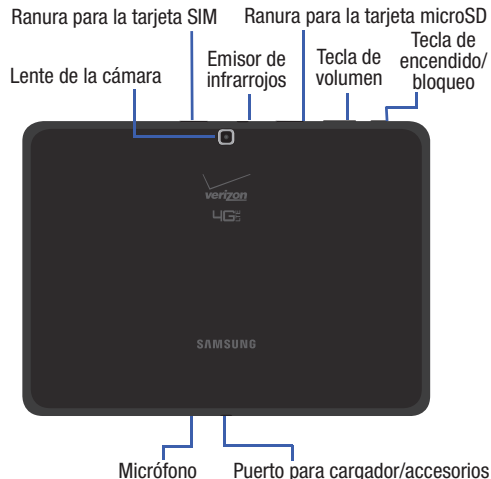 Ranura para la tarjeta SIM
Ranura para la tarjeta microSD
Lente de la cámara
Emisor de
infrarrojos
Tecla de
volumen
Tecla de
encendido/
bloqueo
verizon
4G LTE
SAMSUNG
Micrófono
Puerto para cargador/accesorios